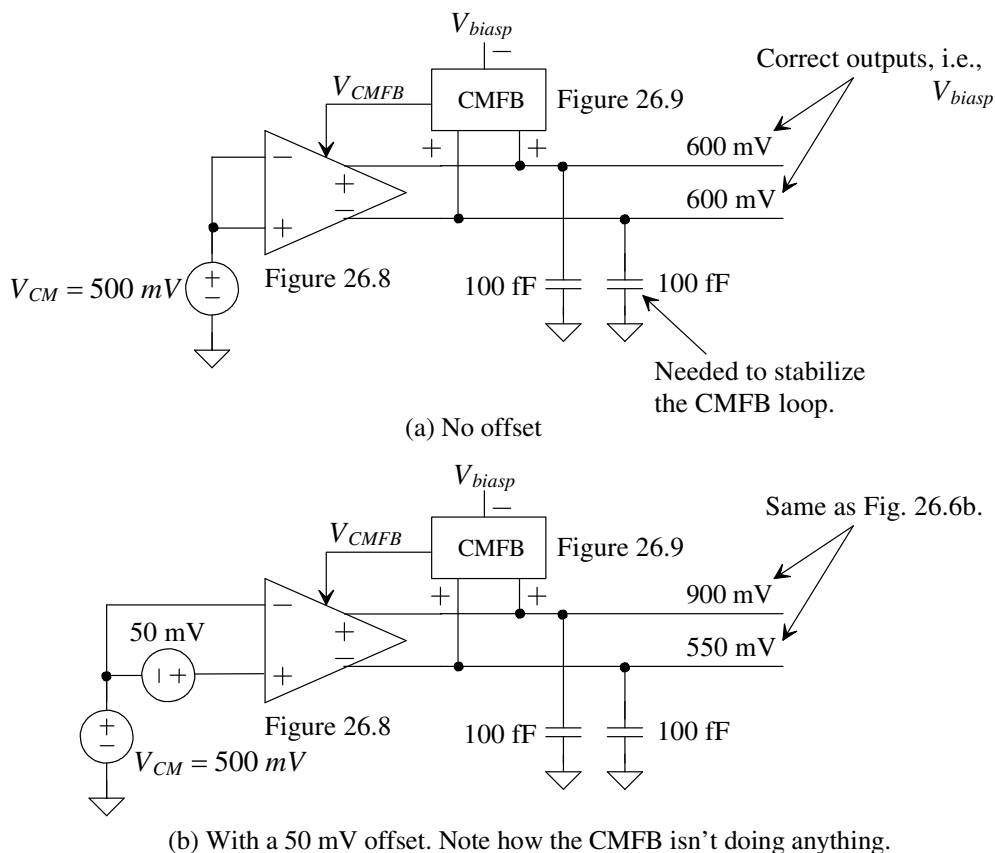 V_biasp
−
Correct outputs, i.e.,
V_biasp
V_CMFB
CMFB
Figure 26.9
+ +
600 mV
−
+
600 mV
−
+
+
−
V_CM = 500 mV
Figure 26.8
100 fF
100 fF
Needed to stabilize
the CMFB loop.
(a) No offset
V_biasp
−
Same as Fig. 26.6b.
V_CMFB
CMFB
Figure 26.9
+ +
900 mV
−
+
50 mV
550 mV
−
− +
+
Figure 26.8
+
−
V_CM = 500 mV
100 fF
100 fF
(b) With a 50 mV offset. Note how the CMFB isn't doing anything.